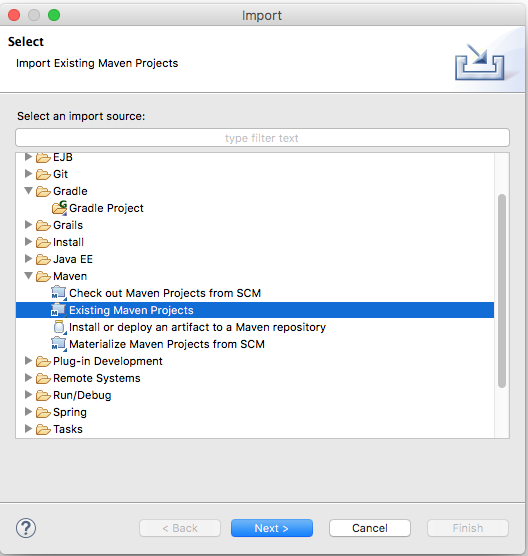 Import
Select
Import Existing Maven Projects
Select an import source:
type filter text
EJB
Git
Gradle
Gradle Project
Grails
Install
Java EE
Maven
Check out Maven Projects from SCM
Existing Maven Projects
Install or deploy an artifact to a Maven repository
Materialize Maven Projects from SCM
Plug-in Development
Remote Systems
Run/Debug
Spring
Tasks
? < Back Next > Cancel Finish